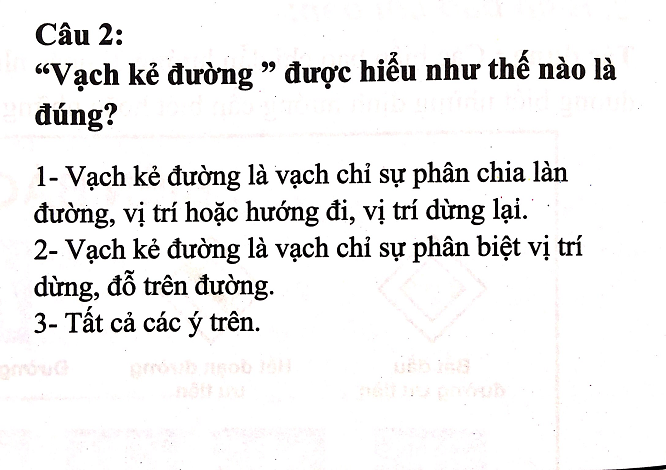 Câu 2:
“Vạch kẻ đường ” được hiểu như thế nào là
đúng?
1- Vạch kẻ đường là vạch chỉ sự phân chia làn
đường, vị trí hoặc hướng đi, vị trí dừng lại.
2- Vạch kẻ đường là vạch chỉ sự phân biệt vị trí
dừng, đỗ trên đường.
3- Tất cả các ý trên.